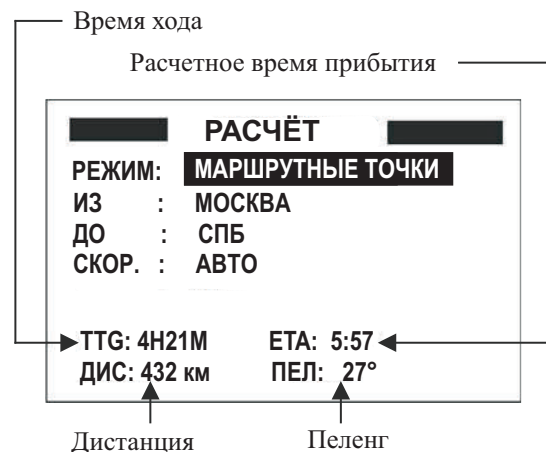 Время хода
Расчетное время прибытия
РАСЧЁТ
РЕЖИМ: МАРШРУТНЫЕ ТОЧКИ
ИЗ : МОСКВА
ДО : СПБ
СКОР. : АВТО
TTG: 4H21M ETA: 5:57
ДИС: 432 км ПЕЛ: 27°
Дистанция Пеленг